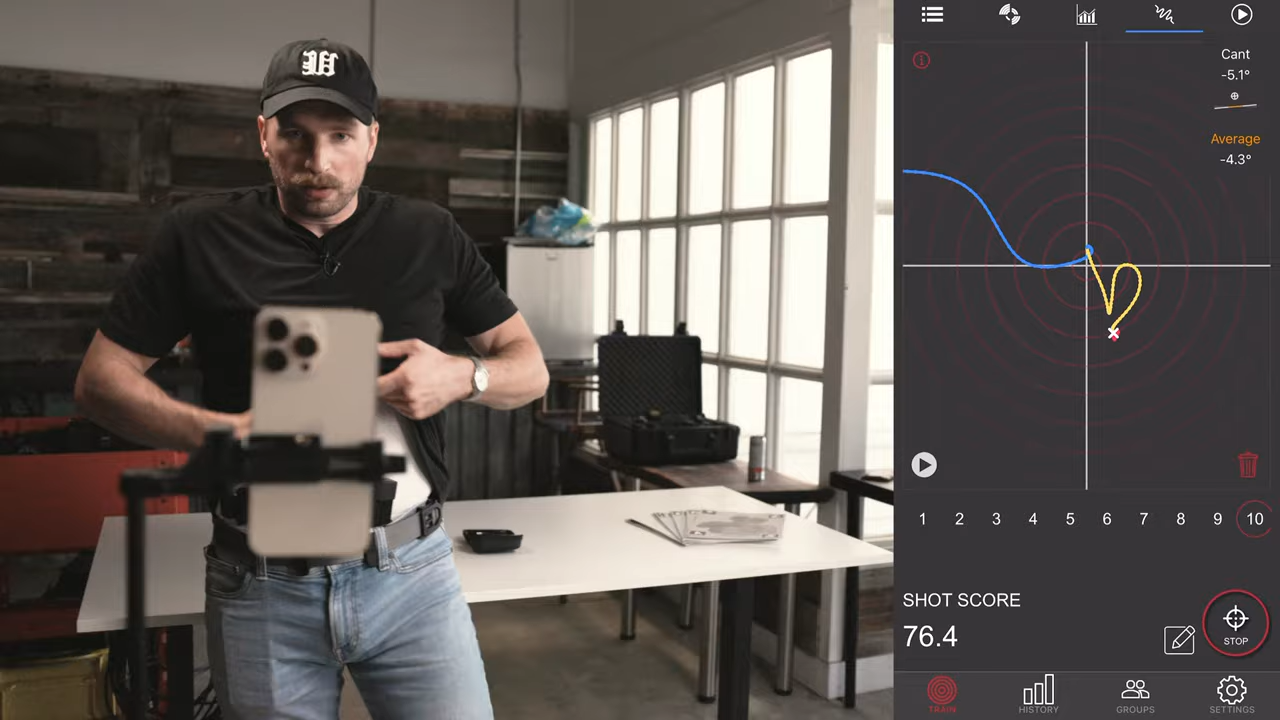 W
Cant
-5.1°
Average
-4.3°
1 2 3 4 5 6 7 8 9 10
SHOT SCORE
76.4
STOP
TRAIN HISTORY GROUPS SETTINGS